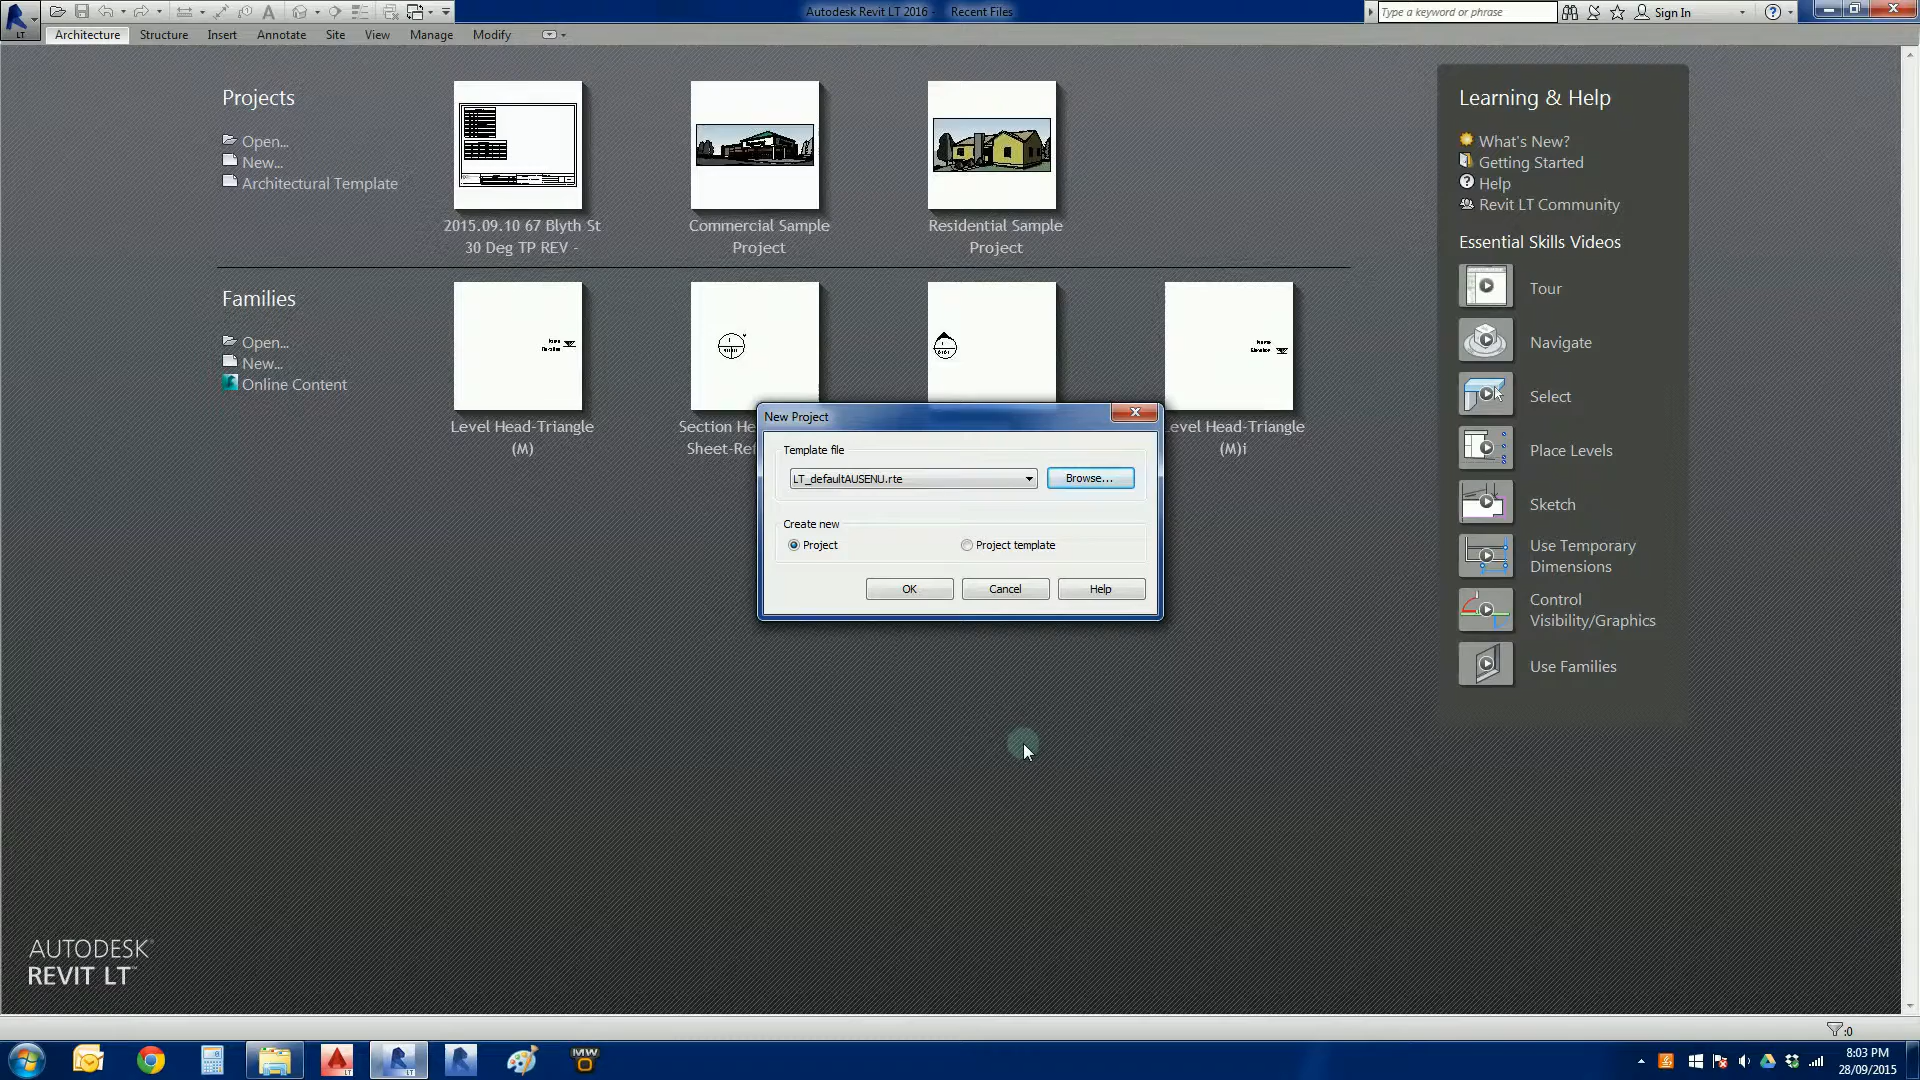 Autodesk Revit LT 2016 - Recent Files
Type a keyword or phrase
Sign In
LT
Architecture
Structure
Insert
Annotate
Site
View
Manage
Modify
Projects
Open...
New...
Architectural Template
2015.09.10 67 Blyth St
30 Deg TP REV -
Commercial Sample
Project
Residential Sample
Project
Families
Open...
New...
Online Content
Level Head-Triangle
(M)
Section He
Sheet-Ref
evel Head-Triangle
(M)i
New Project
Template file
LT_defaultAUSENU.rte
Browse...
Create new
Project
Project template
OK
Cancel
Help
Learning & Help
What's New?
Getting Started
Help
Revit LT Community
Essential Skills Videos
Tour
Navigate
Select
Place Levels
Sketch
Use Temporary
Dimensions
Control
Visibility/Graphics
Use Families
AUTODESK®
REVIT LT™
:0
LT
LT
MW
8:03 PM
28/09/2015